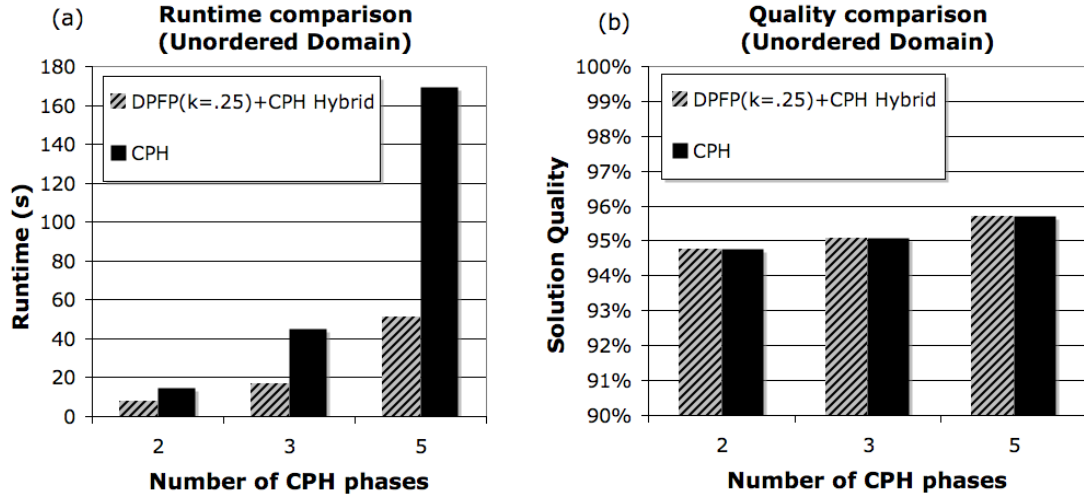 (a)
Runtime comparison
(Unordered Domain)
180
160
140
120
100
80
60
40
20
0
Runtime (s)
DPFP(k=.25)+CPH Hybrid
CPH
2
3
5
Number of CPH phases
(b)
Quality comparison
(Unordered Domain)
100%
99%
98%
97%
96%
95%
94%
93%
92%
91%
90%
Solution Quality
DPFP(k=.25)+CPH Hybrid
CPH
2
3
5
Number of CPH phases